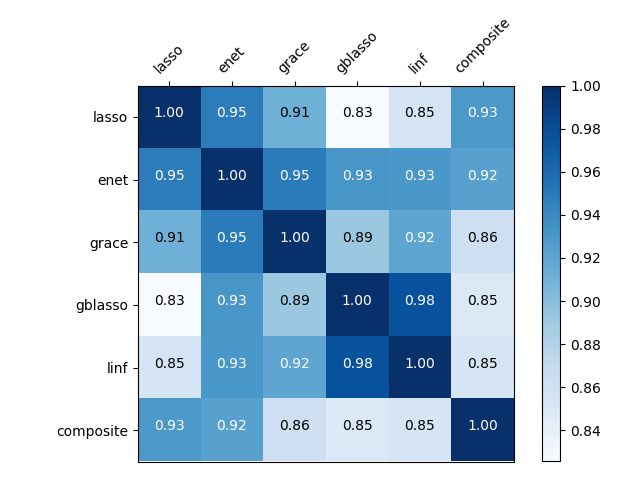 lasso enet grace gblasso linf composite
lasso 1.00 0.95 0.91 0.83 0.85 0.93
enet 0.95 1.00 0.95 0.93 0.93 0.92
grace 0.91 0.95 1.00 0.89 0.92 0.86
gblasso 0.83 0.93 0.89 1.00 0.98 0.85
linf 0.85 0.93 0.92 0.98 1.00 0.85
composite 0.93 0.92 0.86 0.85 0.85 1.00
1.00
0.98
0.96
0.94
0.92
0.90
0.88
0.86
0.84